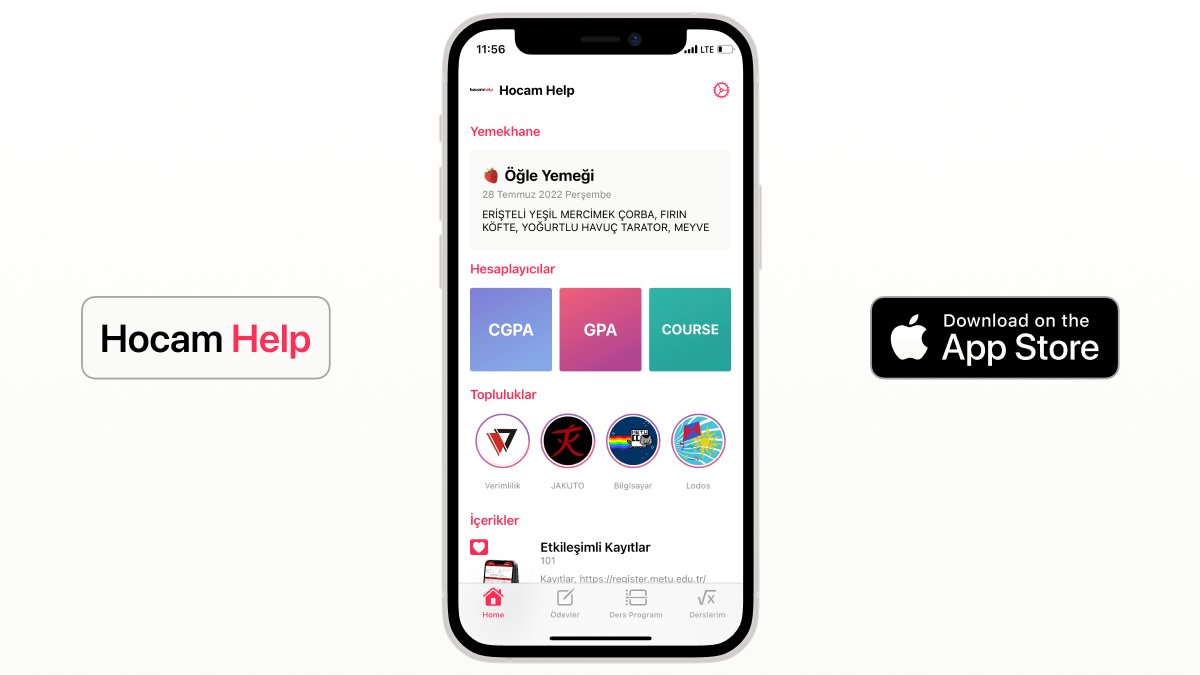 11:56
LTE
hocamhelp Hocam Help
Yemekhane
Öğle Yemeği
28 Temmuz 2022 Perşembe
ERİŞTELİ YEŞİL MERCİMEK ÇORBA, FIRIN
KÖFTE, YOĞURTLU HAVUÇ TARATOR, MEYVE
Hesaplayıcılar
CGPA
GPA
COURSE
Hocam Help
Download on the
App Store
Topluluklar
METU
Verimlilik
JAKUTO
Bilgisayar
Lodos
İçerikler
Etkileşimli Kayıtlar
101
Kayıtlar, https://register.metu.edu.tr/
Home
Ödevler
Ders Programı
Derslerim